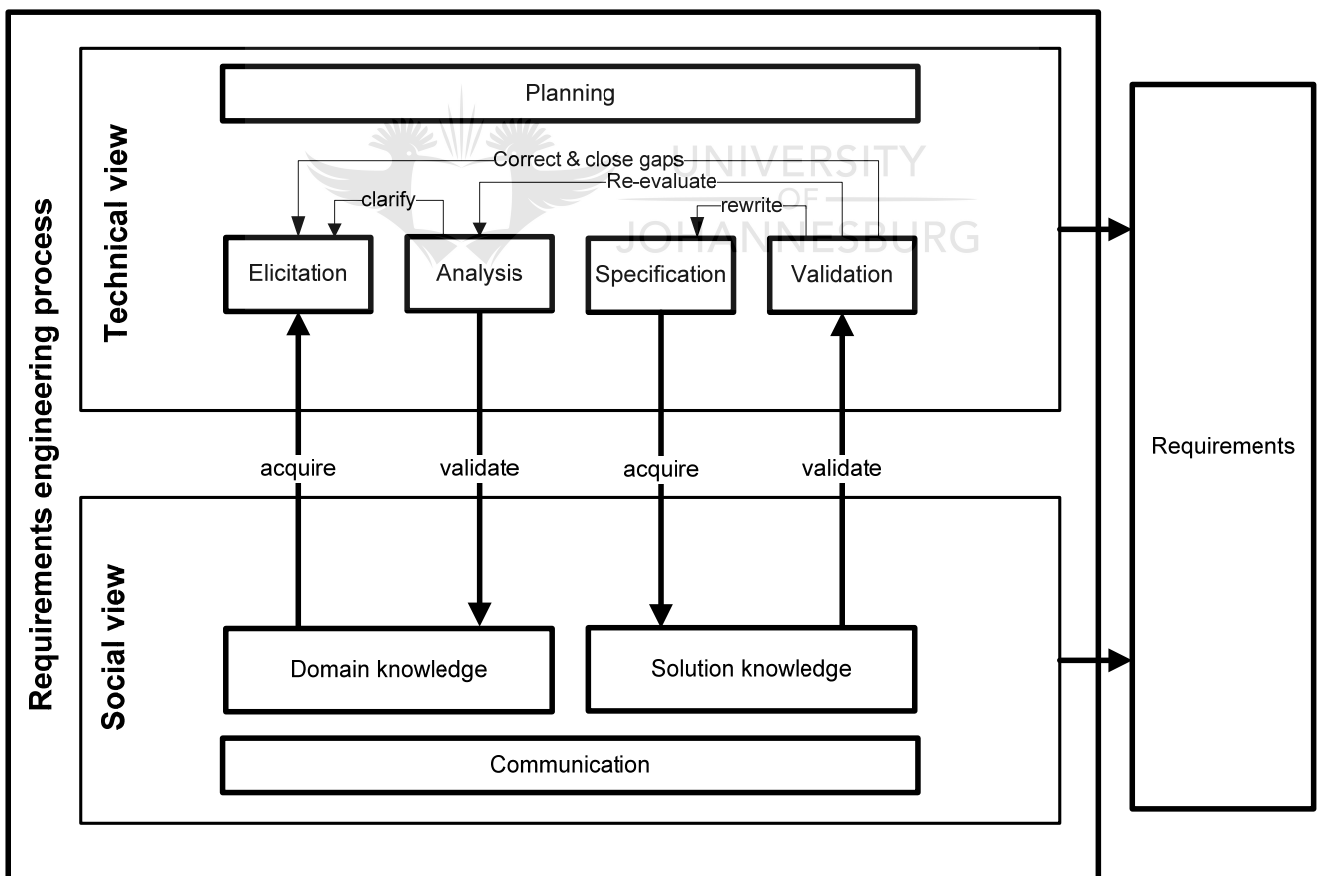 Requirements engineering process
Technical view
Planning
UNIVERSITY
OF
JOHANNESBURG
Correct & close gaps
Re-evaluate
clarify
rewrite
Elicitation
Analysis
Specification
Validation
acquire
validate
acquire
validate
Requirements
Social view
Domain knowledge
Solution knowledge
Communication